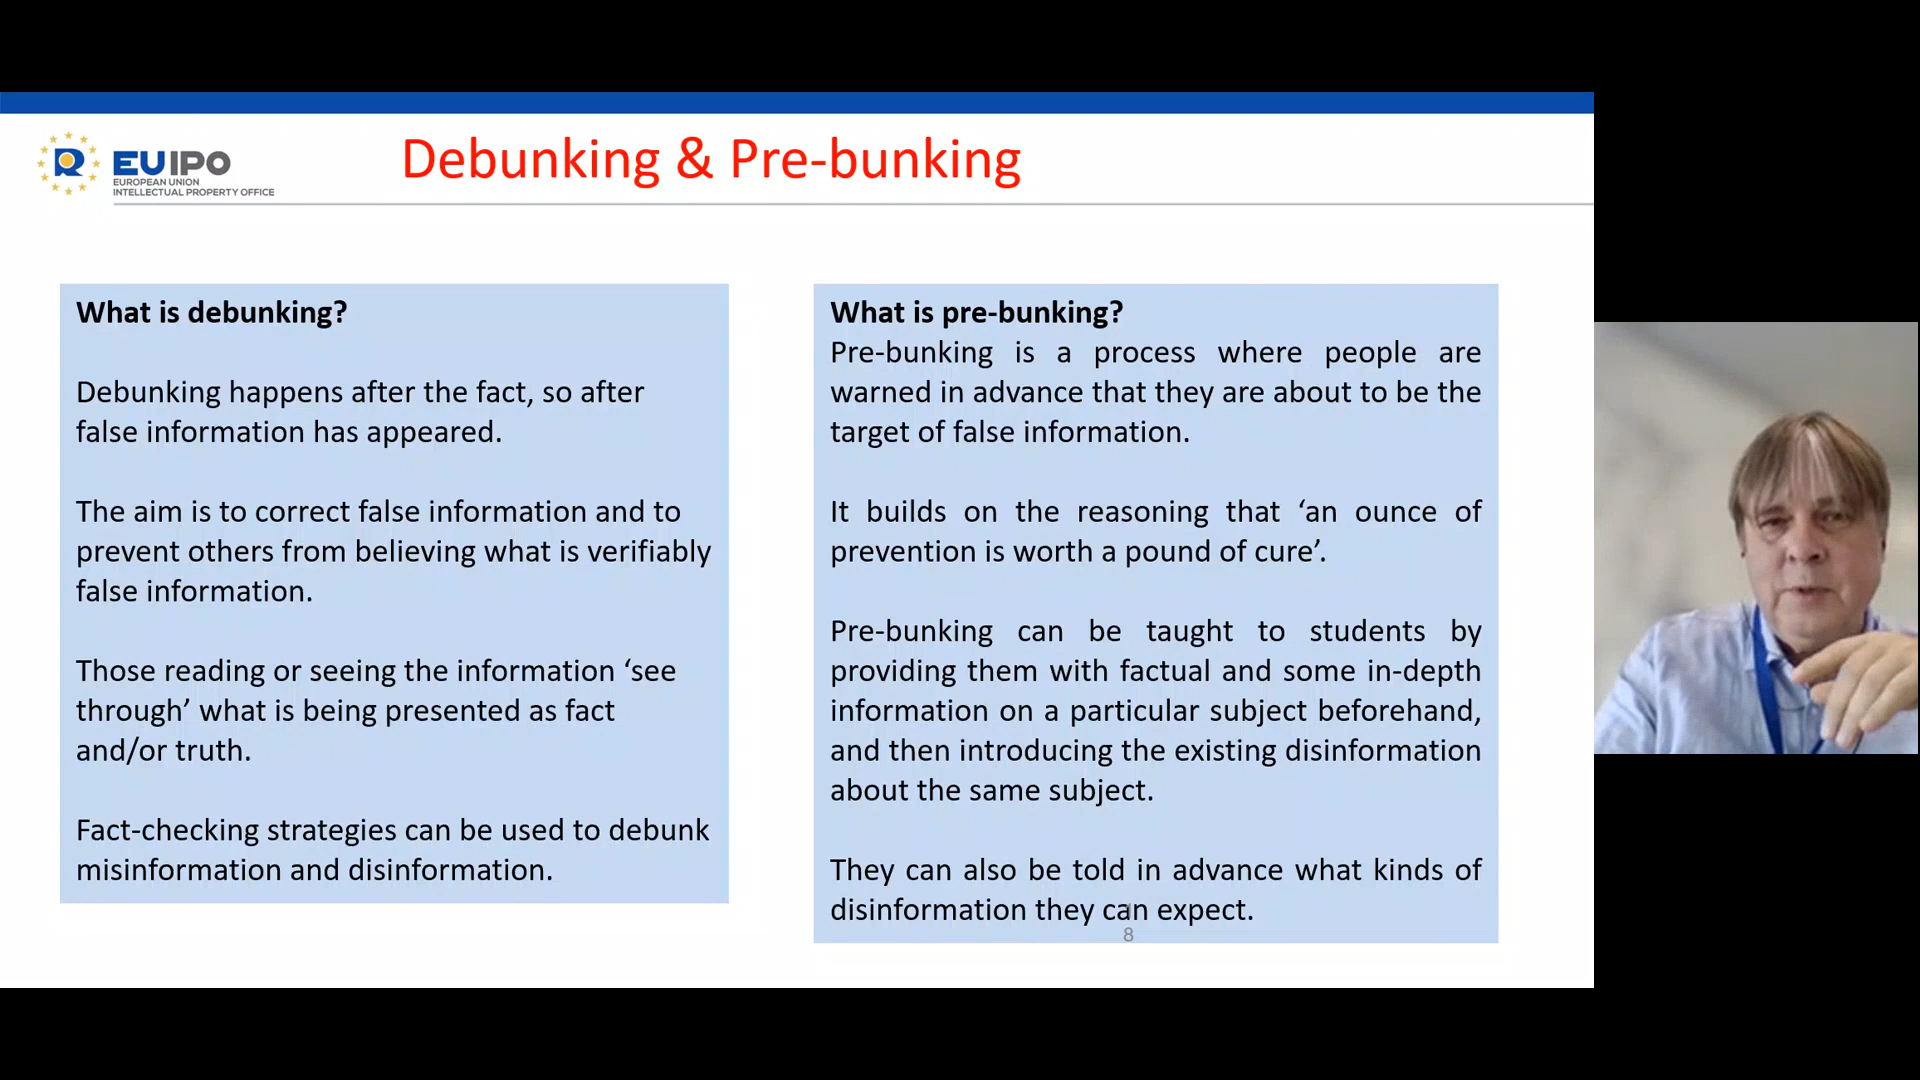 EUIPO
EUROPEAN UNION
INTELLECTUAL PROPERTY OFFICE
Debunking & Pre-bunking
What is debunking?
Debunking happens after the fact, so after
false information has appeared.
The aim is to correct false information and to
prevent others from believing what is verifiably
false information.
Those reading or seeing the information ‘see
through’ what is being presented as fact
and/or truth.
Fact-checking strategies can be used to debunk
misinformation and disinformation.
What is pre-bunking?
Pre-bunking is a process where people are
warned in advance that they are about to be the
target of false information.
It builds on the reasoning that ‘an ounce of
prevention is worth a pound of cure’.
Pre-bunking can be taught to students by
providing them with factual and some in-depth
information on a particular subject beforehand,
and then introducing the existing disinformation
about the same subject.
They can also be told in advance what kinds of
disinformation they can expect.
1
8